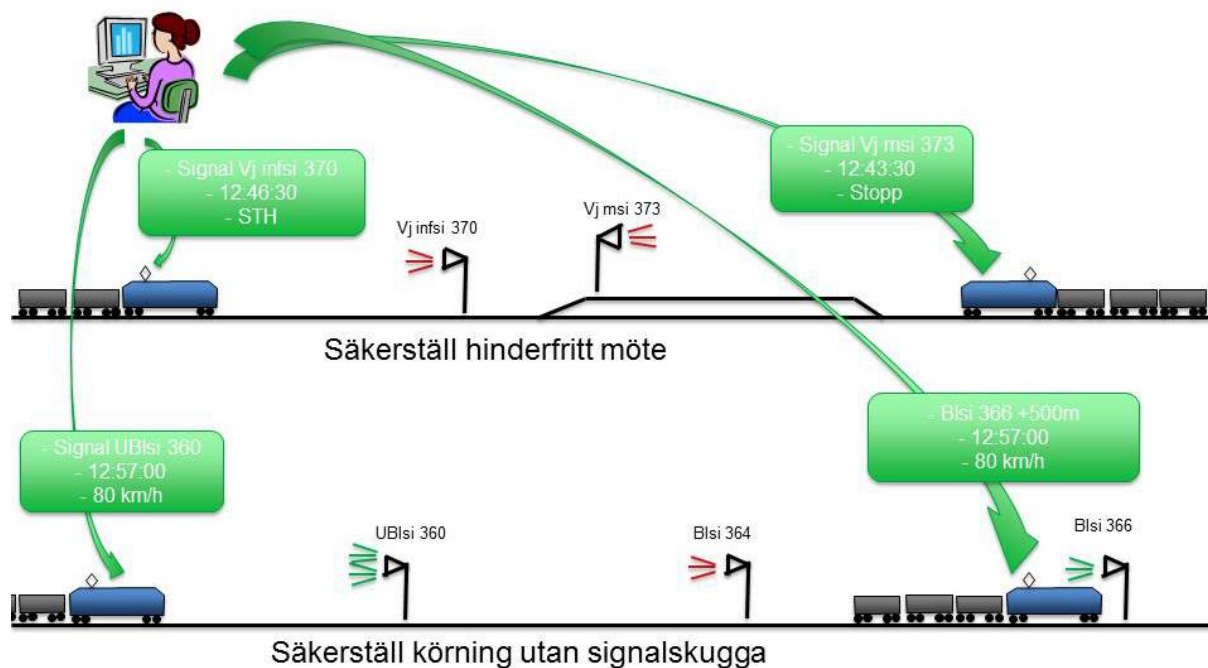 - Signal Vj infsi 370
- 12:46:30
- STH
- Signal Vj msi 373
- 12:43:30
- Stopp
Vj infsi 370
Vj msi 373
Säkerställ hinderfritt möte
- Signal UBlsi 360
- 12:57:00
- 80 km/h
- Blsi 366 +500m
- 12:57:00
- 80 km/h
UBlsi 360
Blsi 364
Blsi 366
Säkerställ körning utan signalskugga